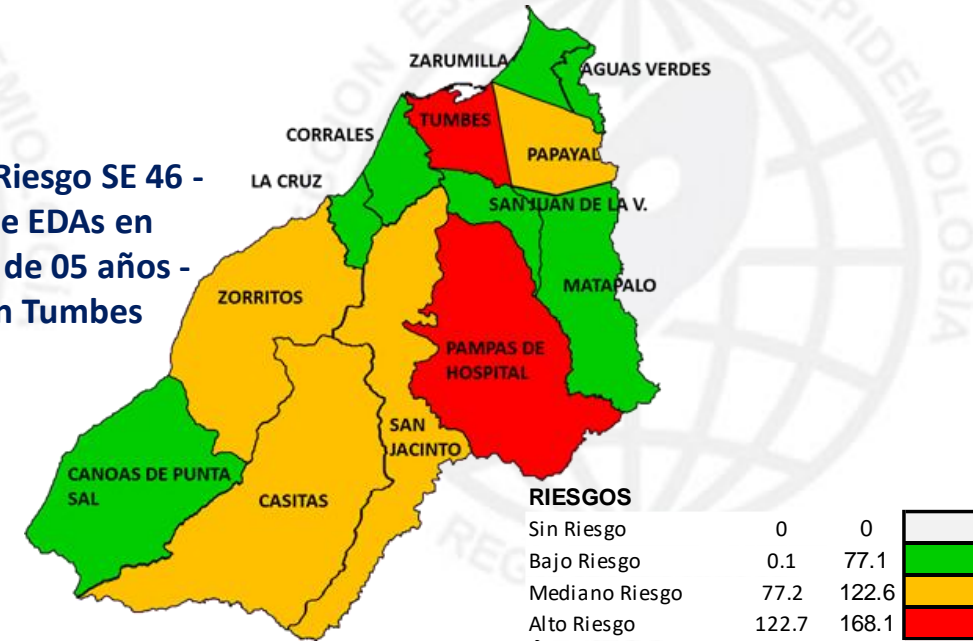 ZARUMILLA
AGUAS VERDES
TUMBES
CORRALES
PAPAYAL
Riesgo SE 46 -
e EDAs en
de 05 años -
n Tumbes
LA CRUZ
SAN JUAN DE LA V.
MATAPALO
ZORRITOS
PAMPAS DE
HOSPITAL
SAN
JACINTO
CANOAS DE PUNTA
SAL
CASITAS
RIESGOS
Sin Riesgo 0 0
Bajo Riesgo 0.1 77.1
Mediano Riesgo 77.2 122.6
Alto Riesgo 122.7 168.1